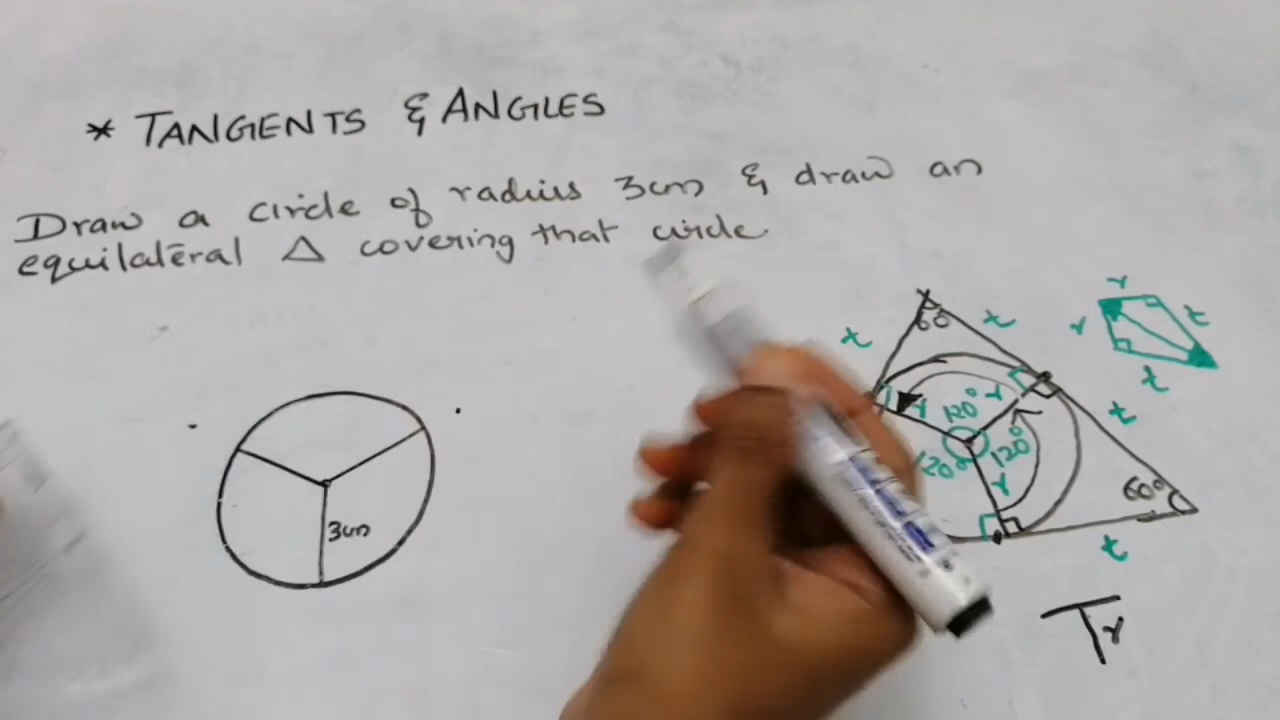 * TANGENTS & ANGLES
Draw a circle of radius 3cm & draw an
equilateral △ covering that circle.
3cm
60
t
t
r
r
t
t
120°
r
r
120°
120°
r
t
60°
t
Tr